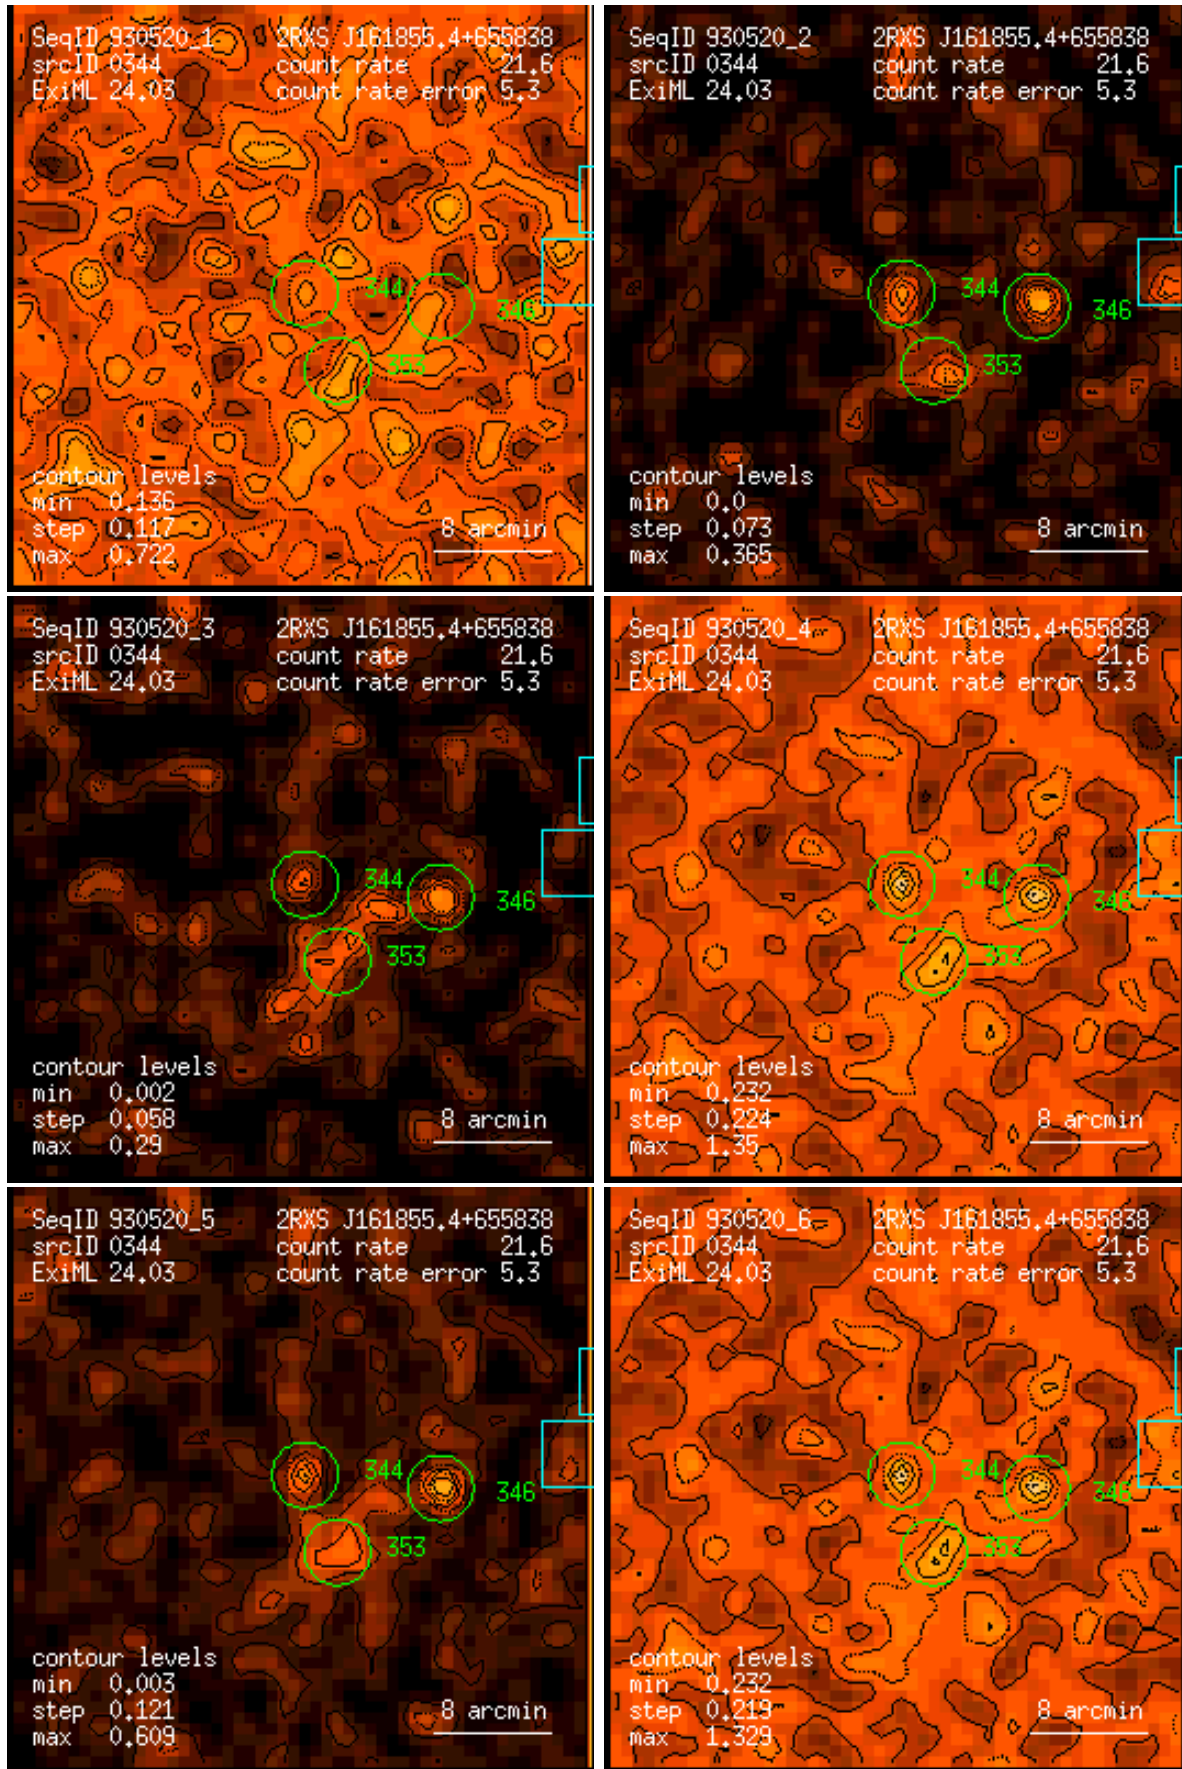 SeqID 930520_1 2RXS J161855.4+655838
srcID 0344 count rate 21.6
ExiML 24.03 count rate error 5.3
344
346
353
contour levels
min 0.136
step 0.117 8 arcmin
max 0.722
SeqID 930520_2 2RXS J161855.4+655838
srcID 0344 count rate 21.6
ExiML 24.03 count rate error 5.3
344
346
353
contour levels
min 0.0
step 0.073 8 arcmin
max 0.365
SeqID 930520_3 2RXS J161855.4+655838
srcID 0344 count rate 21.6
ExiML 24.03 count rate error 5.3
344
346
353
contour levels
min 0.002
step 0.058 8 arcmin
max 0.29
SeqID 930520_4 2RXS J161855.4+655838
srcID 0344 count rate 21.6
ExiML 24.03 count rate error 5.3
344
346
353
contour levels
min 0.232
step 0.224 8 arcmin
max 1.35
SeqID 930520_5 2RXS J161855.4+655838
srcID 0344 count rate 21.6
ExiML 24.03 count rate error 5.3
344
346
353
contour levels
min 0.003
step 0.121 8 arcmin
max 0.609
SeqID 930520_6 2RXS J161855.4+655838
srcID 0344 count rate 21.6
ExiML 24.03 count rate error 5.3
344
346
353
contour levels
min 0.232
step 0.219 8 arcmin
max 1.329